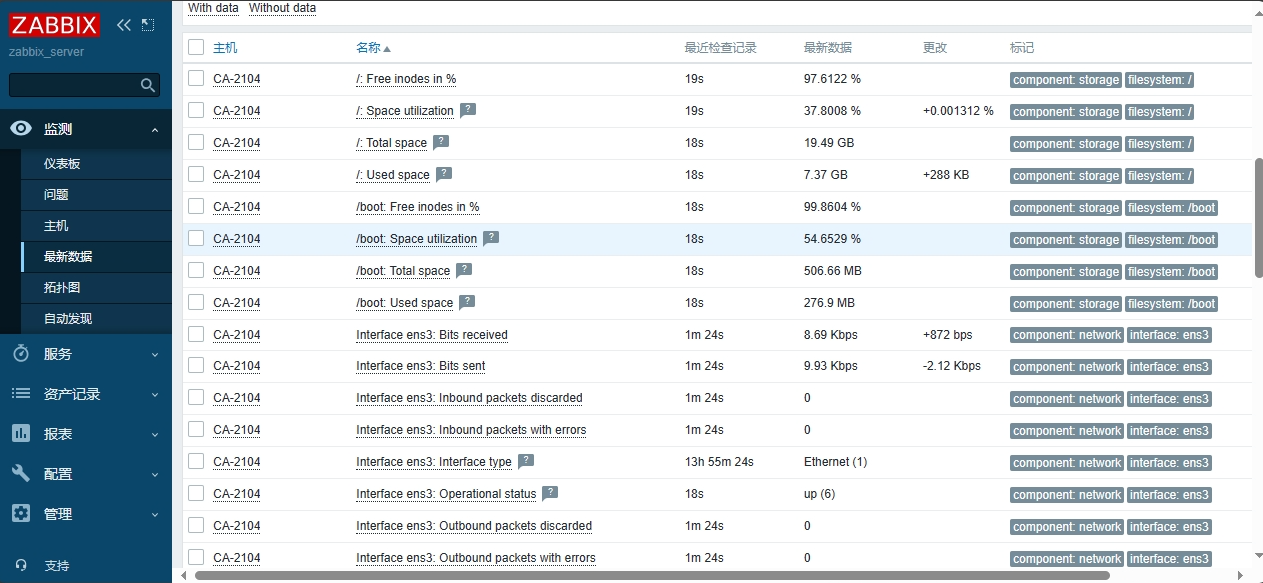 With data Without data
ZABBIX
zabbix_server
监测
仪表板
问题
主机
最新数据
拓扑图
自动发现
服务
资产记录
报表
配置
管理
支持
主机 名称 最近检查记录 最新数据 更改 标记
CA-2104 /: Free inodes in % 19s 97.6122 % component: storage filesystem: /
CA-2104 /: Space utilization ? 19s 37.8008 % +0.001312 % component: storage filesystem: /
CA-2104 /: Total space ? 18s 19.49 GB component: storage filesystem: /
CA-2104 /: Used space ? 18s 7.37 GB +288 KB component: storage filesystem: /
CA-2104 /boot: Free inodes in % 18s 99.8604 % component: storage filesystem: /boot
CA-2104 /boot: Space utilization ? 18s 54.6529 % component: storage filesystem: /boot
CA-2104 /boot: Total space ? 18s 506.66 MB component: storage filesystem: /boot
CA-2104 /boot: Used space ? 18s 276.9 MB component: storage filesystem: /boot
CA-2104 Interface ens3: Bits received 1m 24s 8.69 Kbps +872 bps component: network interface: ens3
CA-2104 Interface ens3: Bits sent 1m 24s 9.93 Kbps -2.12 Kbps component: network interface: ens3
CA-2104 Interface ens3: Inbound packets discarded 1m 24s 0 component: network interface: ens3
CA-2104 Interface ens3: Inbound packets with errors 1m 24s 0 component: network interface: ens3
CA-2104 Interface ens3: Interface type ? 13h 55m 24s Ethernet (1) component: network interface: ens3
CA-2104 Interface ens3: Operational status ? 18s up (6) component: network interface: ens3
CA-2104 Interface ens3: Outbound packets discarded 1m 24s 0 component: network interface: ens3
CA-2104 Interface ens3: Outbound packets with errors 1m 24s 0 component: network interface: ens3